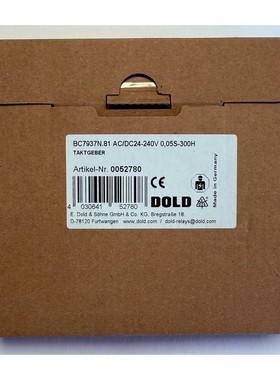 BC7937N.81 AC/DC24-240V 0,05S-300H
TAKTGEBER
Artikel-Nr. 0052780
Made in Germany
4 030641 52780
CE
DOLD
E. Dold & Söhne GmbH & Co. KG, Bregstraße 18,
D-78120 Furtwangen www.dold.com / dold-relays@dold.com